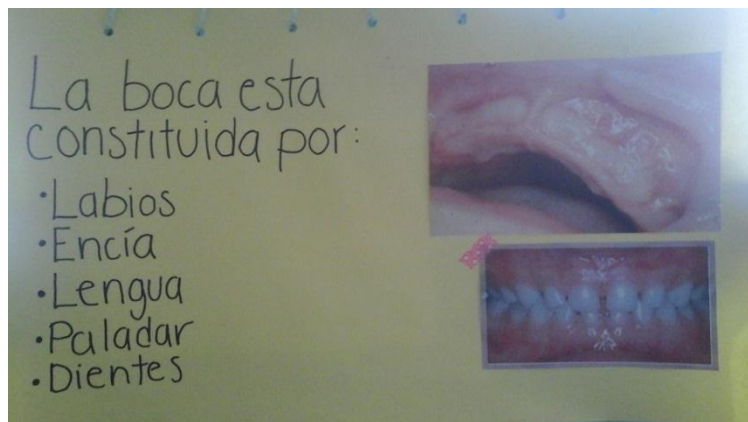 La boca esta
constituida por:
• Labios
• Encía
• Lengua
• Paladar
• Dientes